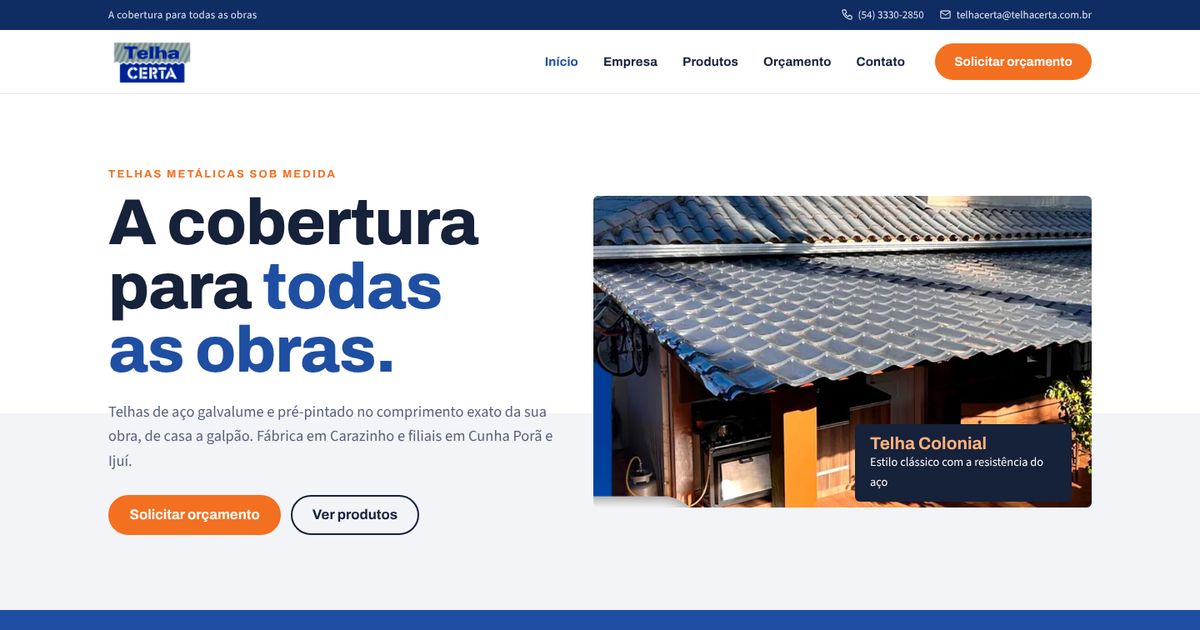 A cobertura para todas as obras
(54) 3330-2850
telhacerta@telhacerta.com.br
Telha
CERTA
Início
Empresa
Produtos
Orçamento
Contato
Solicitar orçamento
TELHAS METÁLICAS SOB MEDIDA
A cobertura
para todas
as obras.
Telhas de aço galvalume e pré-pintado no comprimento exato da sua
obra, de casa a galpão. Fábrica em Carazinho e filiais em Cunha Porã e
Ijuí.
Solicitar orçamento
Ver produtos
Telha Colonial
Estilo clássico com a resistência do
aço